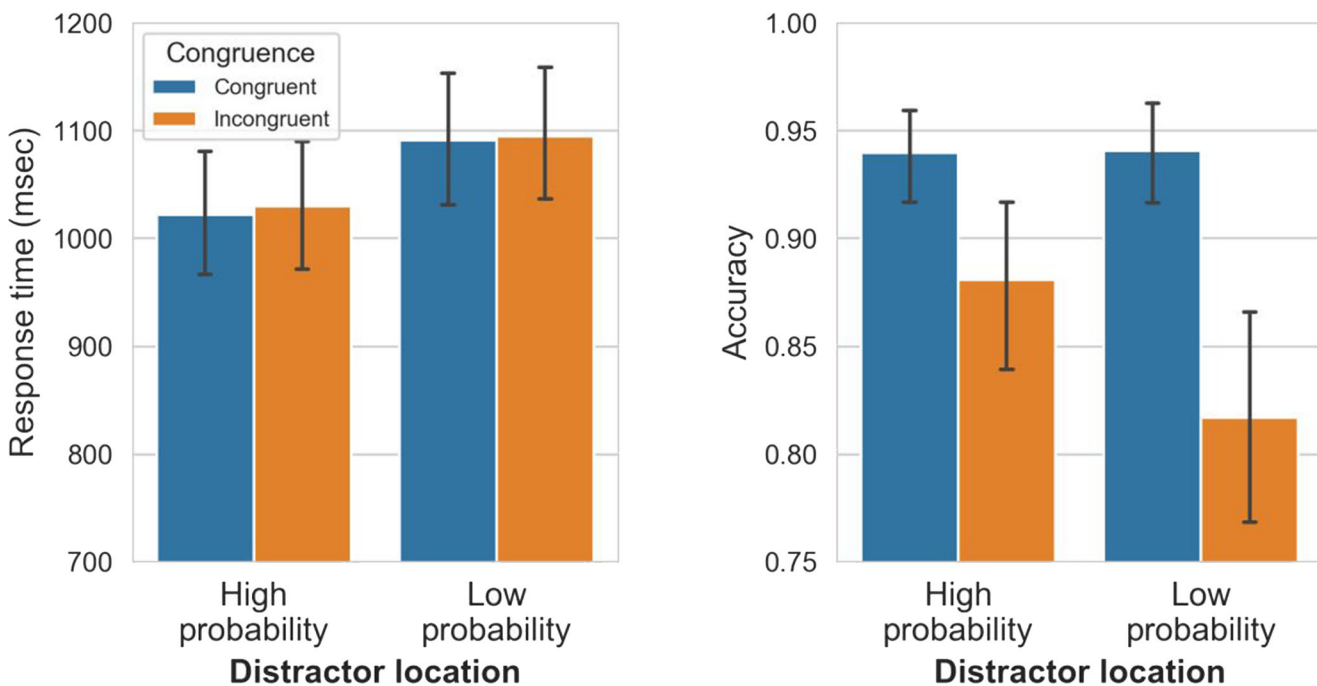 1200
1100
1000
900
800
700
Response time (msec)
Congruence
Congruent
Incongruent
High
probability
Low
probability
Distractor location
1.00
0.95
0.90
0.85
0.80
0.75
Accuracy
High
probability
Low
probability
Distractor location